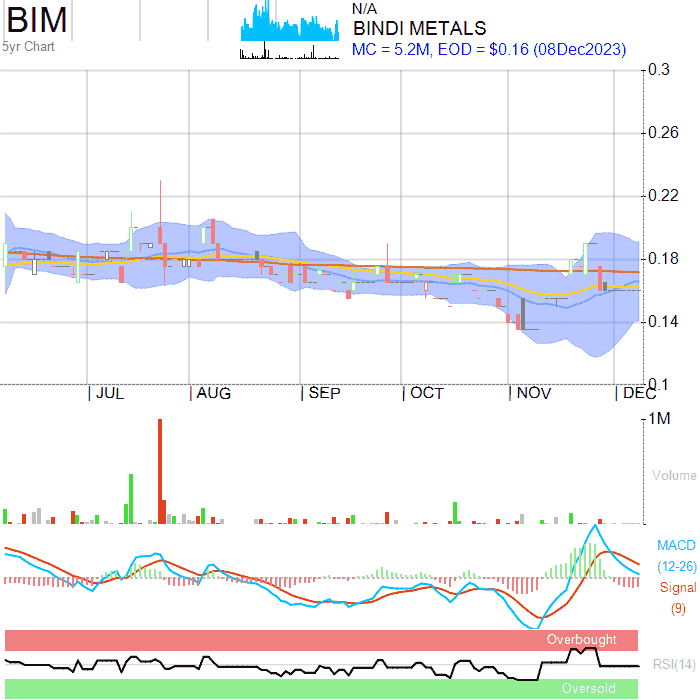 BIM
5yr Chart
N/A
BINDI METALS
MC = 5.2M, EOD = $0.16 (08Dec2023)
0.3
0.26
0.22
0.18
0.14
0.1
JUL
AUG
SEP
OCT
NOV
DEC
1M
Volume
MACD
(12-26)
Signal
(9)
Overbought
RSI(14)
Oversold